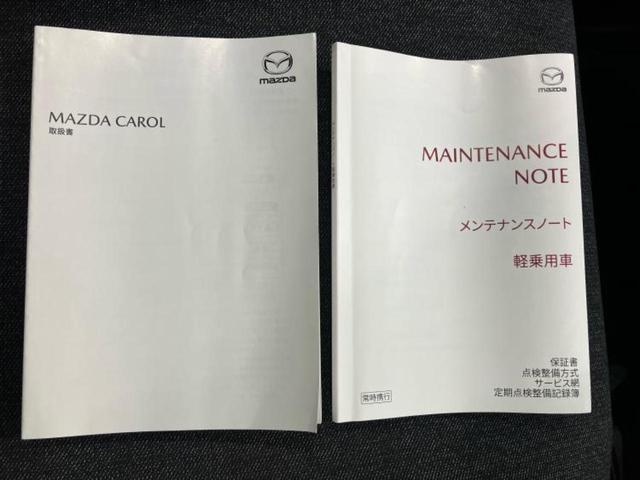 mazda
MAZDA CAROL
取扱書
mazda
MAINTENANCE
NOTE
メンテナンスノート
軽乗用車
保証書
点検整備方式
サービス網
定期点検整備記録簿
常時携行